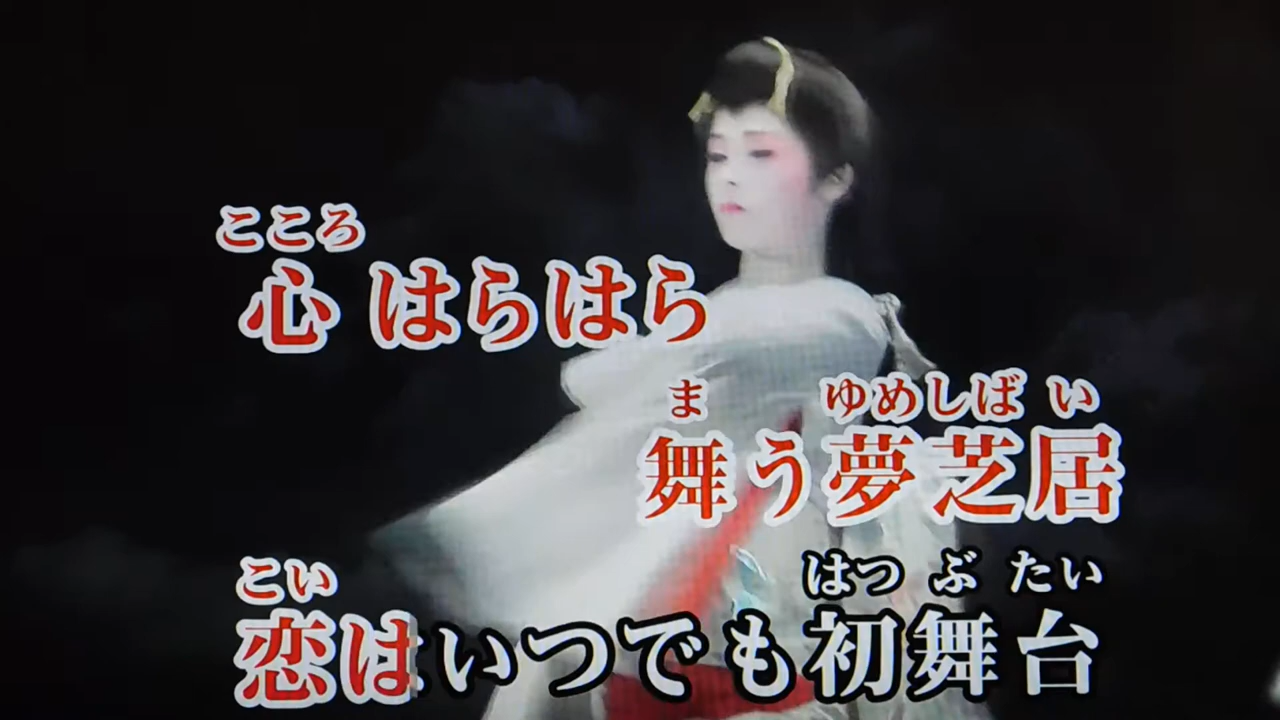 こころ
心 はらはら
ま ゆめしばい
舞う夢芝居
こい はつぶたい
恋はいつでも初舞台